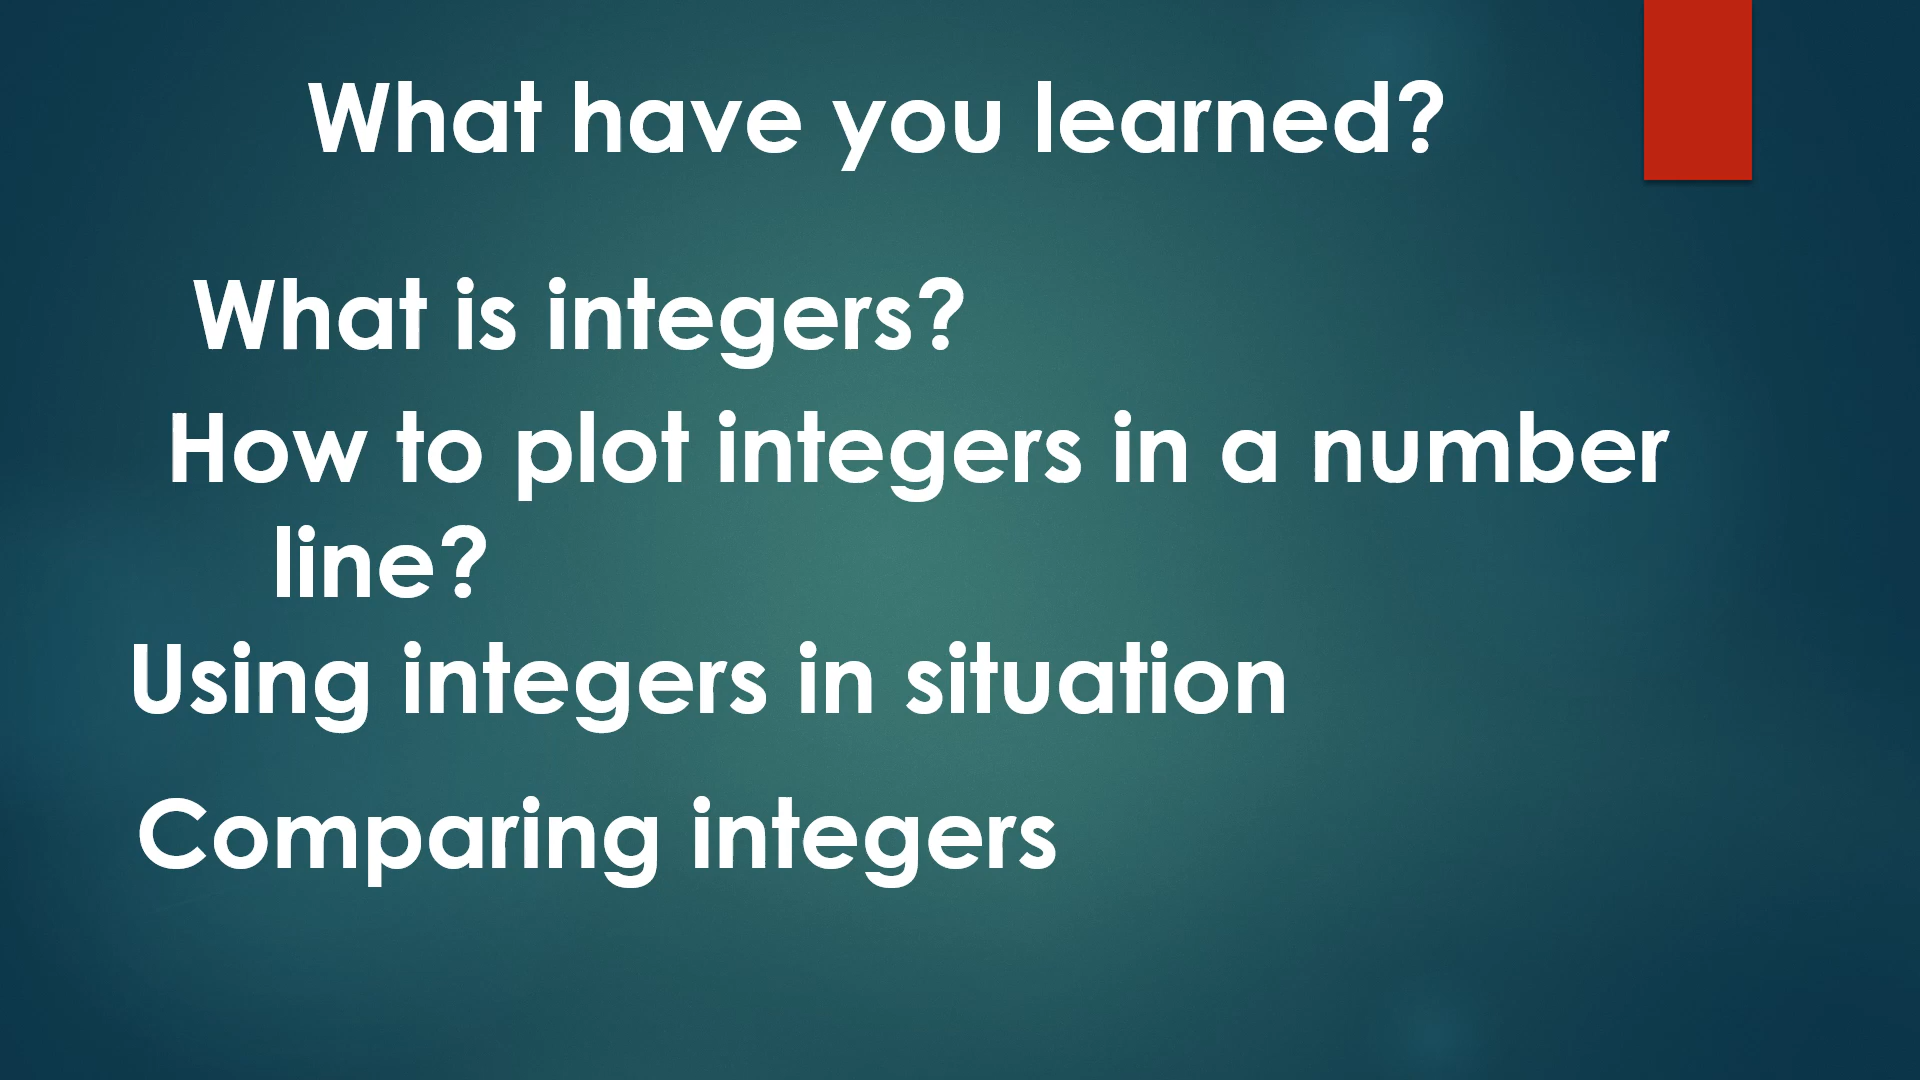 What have you learned?
What is integers?
How to plot integers in a number
line?
Using integers in situation
Comparing integers